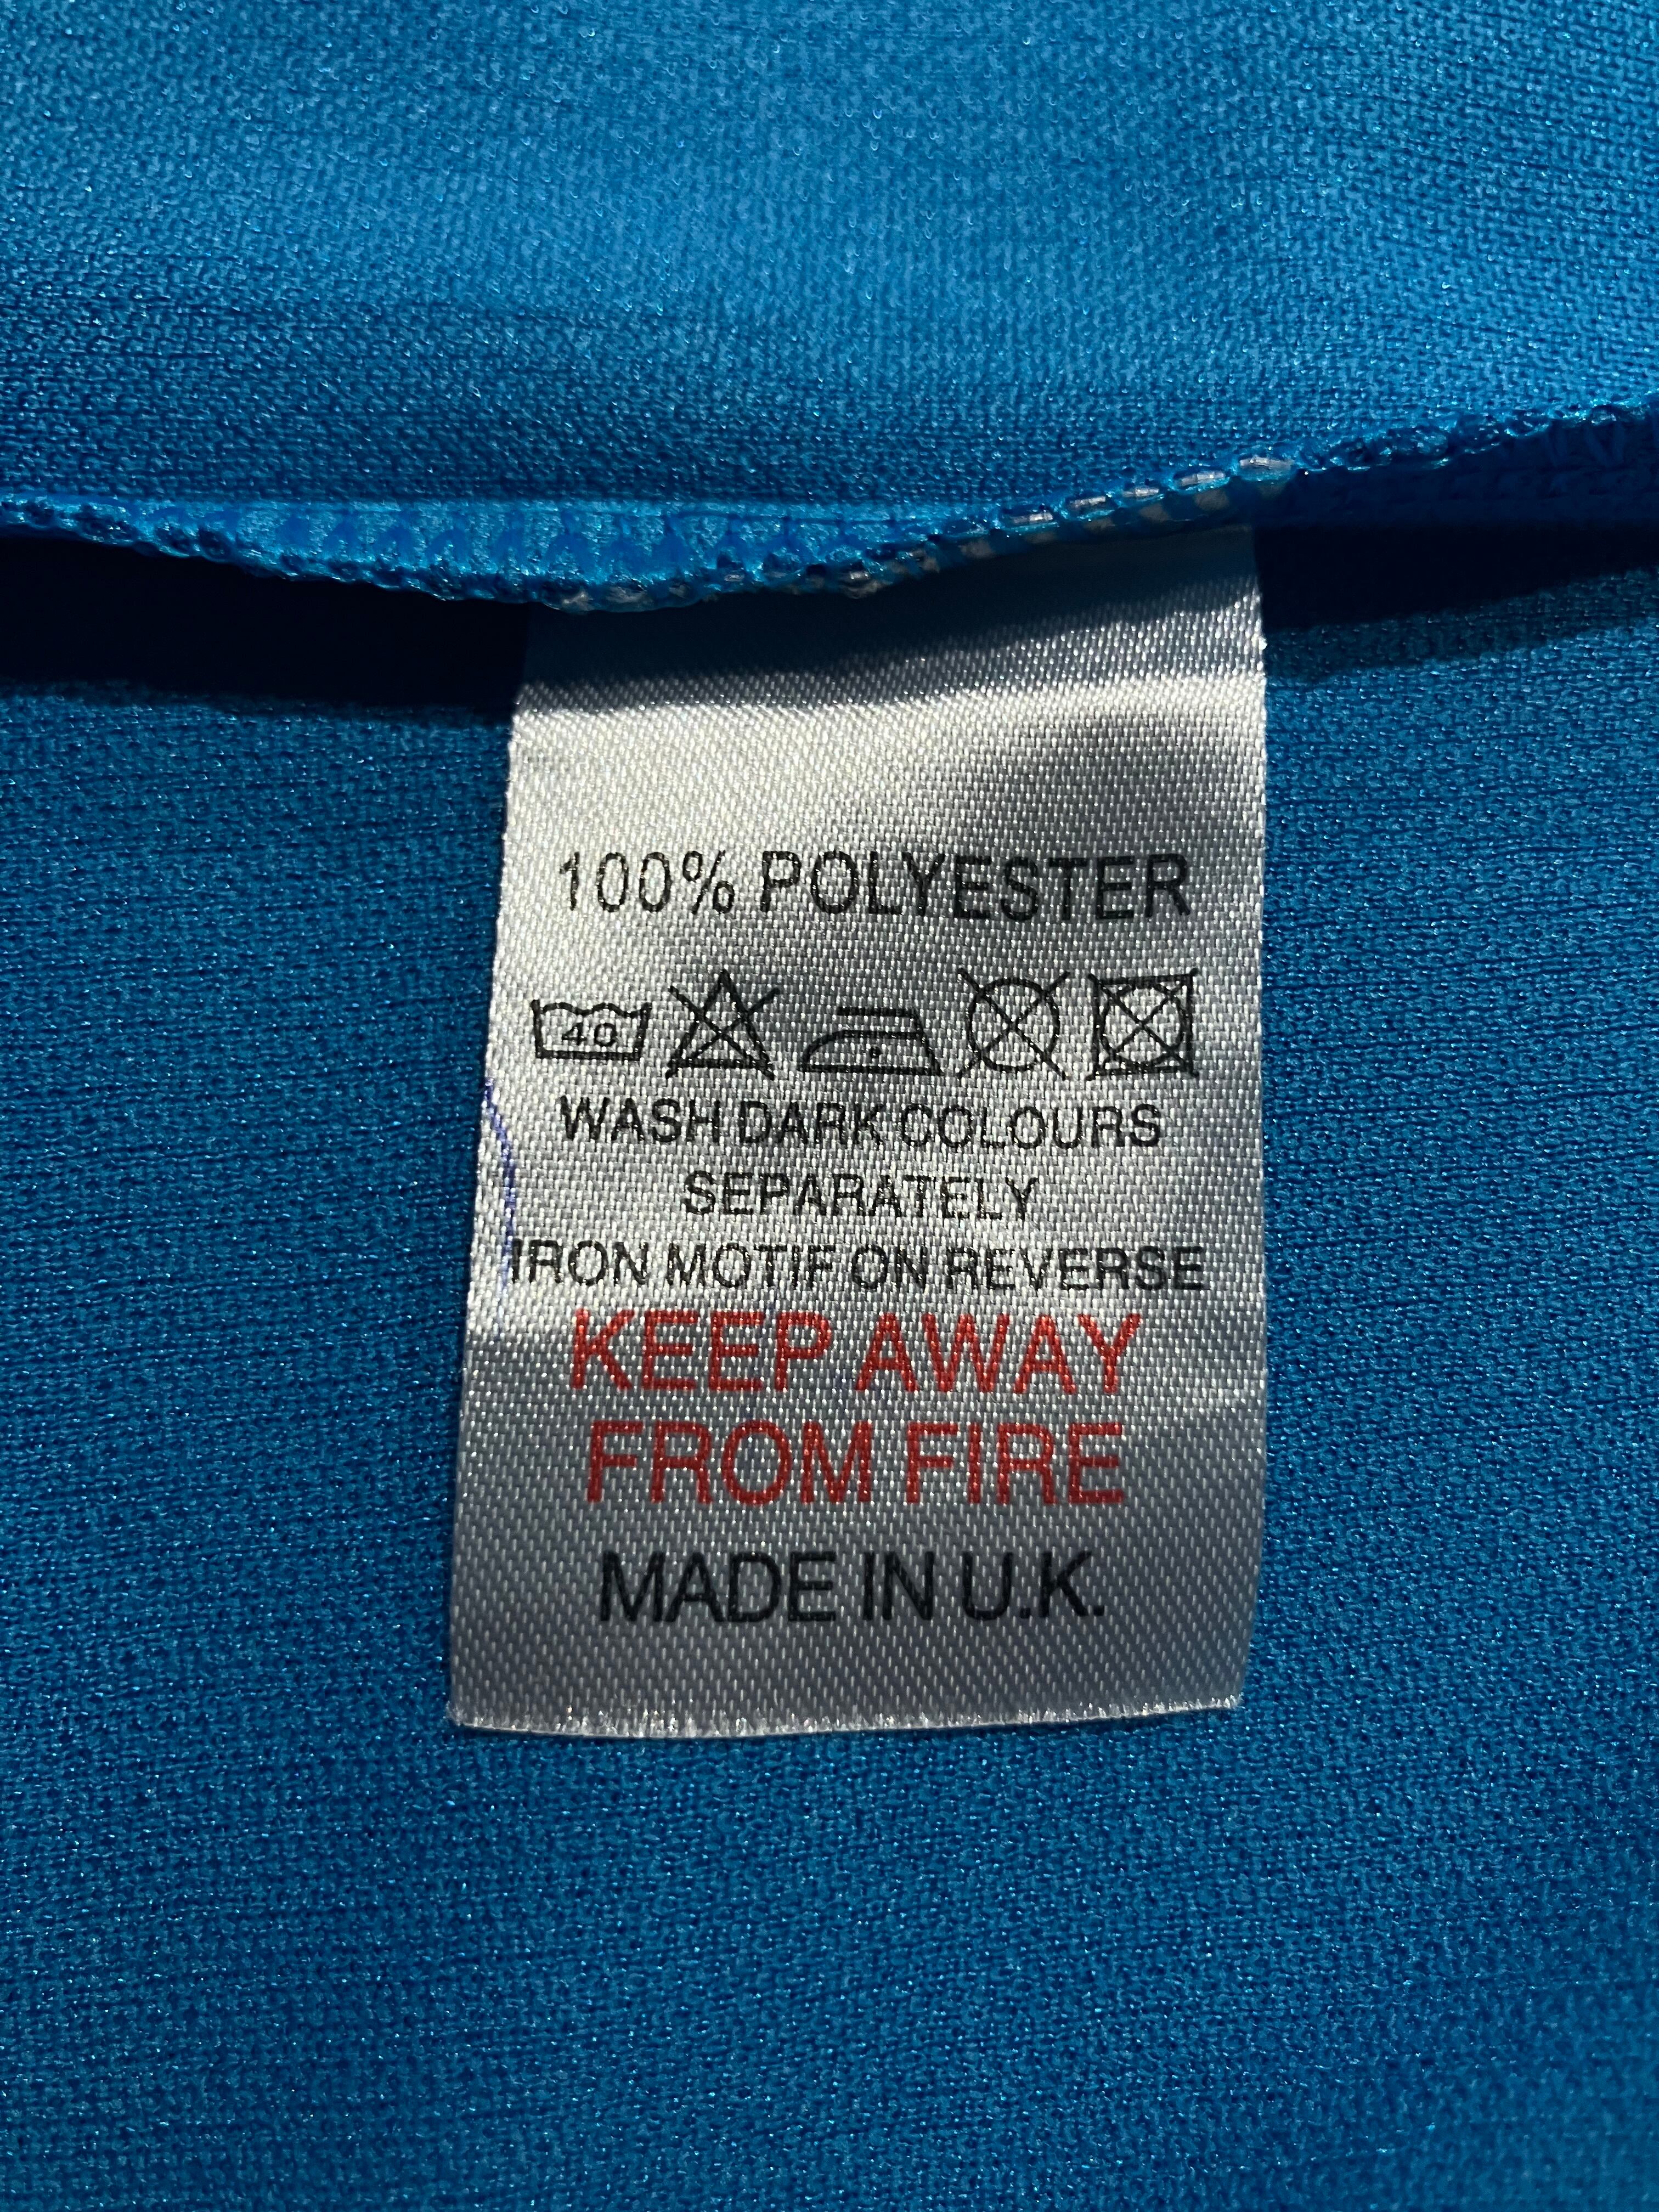 100% POLYESTER
40
WASH DARK COLOURS
SEPARATELY
IRON MOTIF ON REVERSE
KEEP AWAY
FROM FIRE
MADE IN U.K.